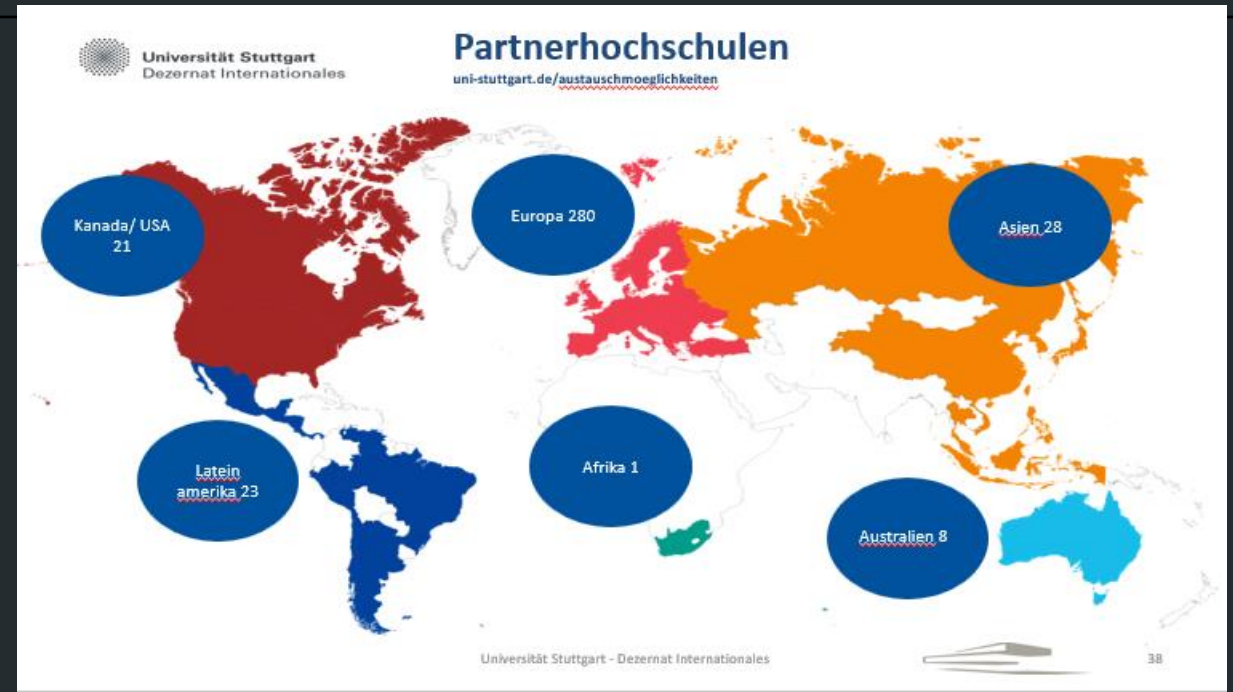 Universität Stuttgart
Dezernat Internationales
Partnerhochschulen
uni-stuttgart.de/austauschmoeglichkeiten
Kanada/ USA
21
Europa 280
Asien 28
Latein
amerika 23
Afrika 1
Australien 8
Universität Stuttgart - Dezernat Internationales
38